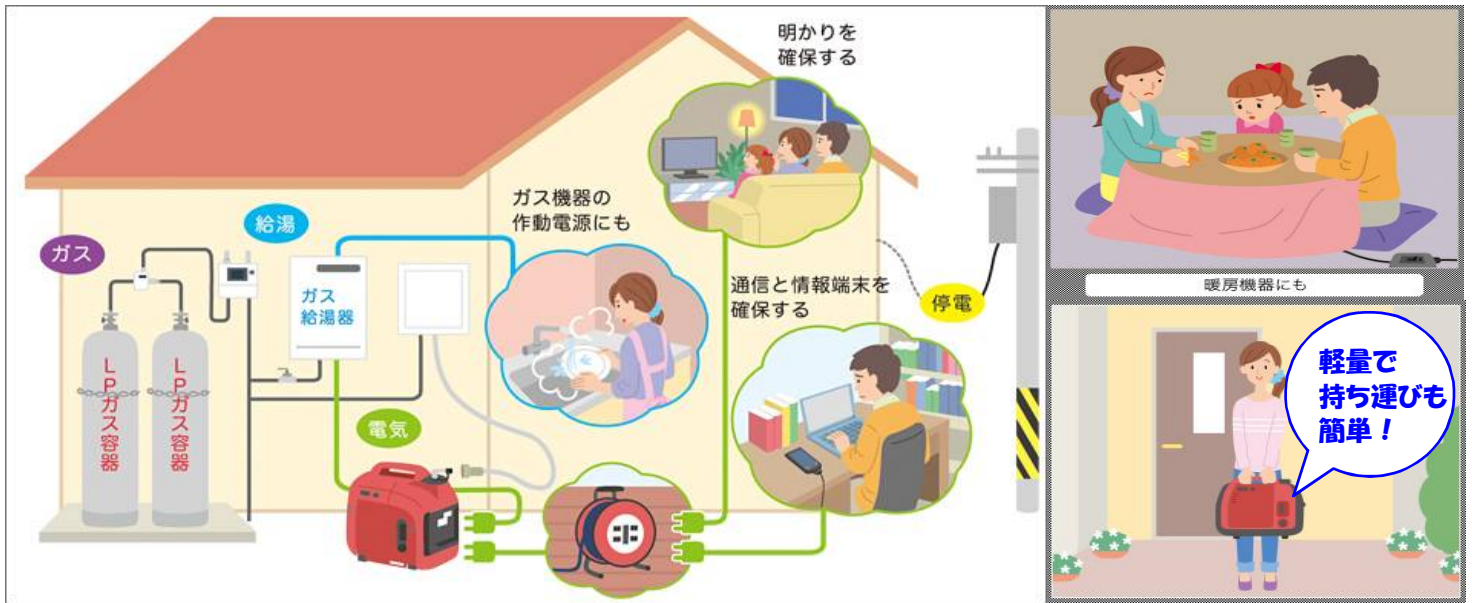 明かりを
確保する
ガス機器の
作動電源にも
給湯
ガス
ガス
給湯器
通信と情報端末を
確保する
停電
LPガス容器
LPガス容器
電気
暖房機器にも
軽量で
持ち運びも
簡単！